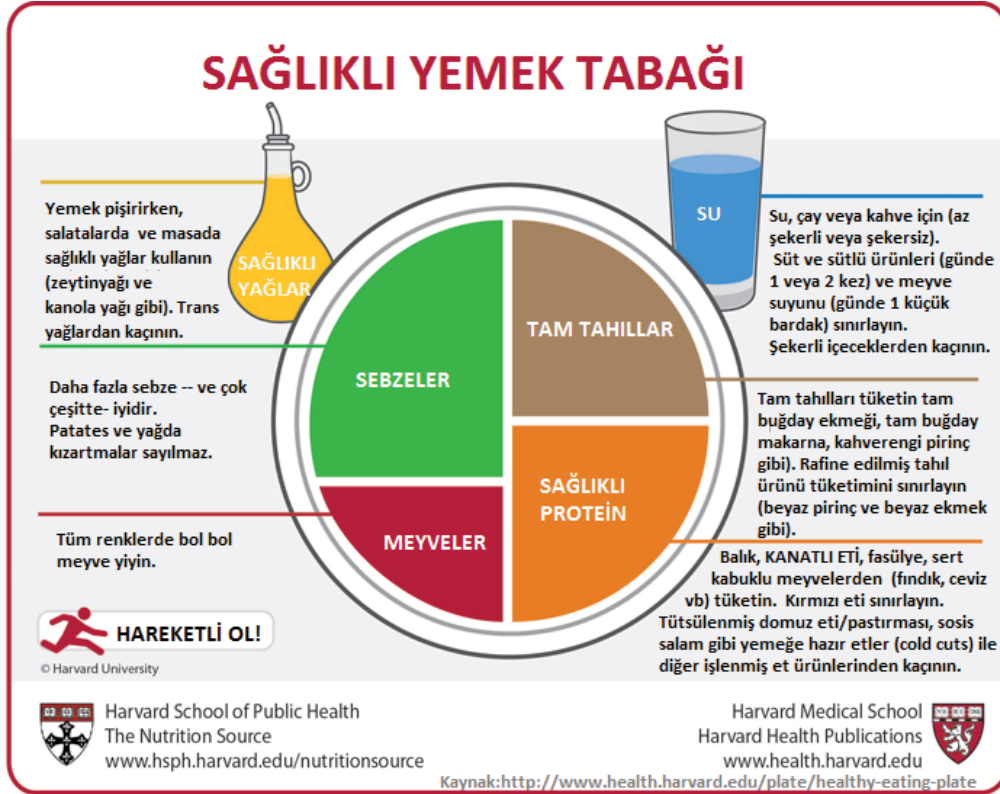 SAĞLIKLI YEMEK TABAĞI
Yemek pişirirken,
salatalarda ve masada
sağlıklı yağlar kullanın
(zeytinyağı ve
kanola yağı gibi). Trans
yağlardan kaçının.
SAĞLIKLI
YAĞLAR
Daha fazla sebze -- ve çok
çeşitte- iyidir.
Patates ve yağda
kızartmalar sayılmaz.
Tüm renklerde bol bol
meyve yiyin.
SEBZELER
MEYVELER
TAM TAHILLAR
SAĞLIKLI
PROTEİN
SU
Su, çay veya kahve için (az
şekerli veya şekersiz).
Süt ve sütlü ürünleri (günde
1 veya 2 kez) ve meyve
suyunu (günde 1 küçük
bardak) sınırlayın.
Şekerli içeceklerden kaçının.
Tam tahılları tüketin tam
buğday ekmeği, tam buğday
makarna, kahverengi pirinç
gibi). Rafine edilmiş tahıl
ürünü tüketimini sınırlayın
(beyaz pirinç ve beyaz ekmek
gibi).
Balık, KANATLI ETİ, fasülye, sert
kabuklu meyvelerden (fındık, ceviz
vb) tüketin. Kırmızı eti sınırlayın.
Tütsülenmiş domuz eti/pastırması, sosis
salam gibi yemeğe hazır etler (cold cuts) ile
diğer işlenmiş et ürünlerinden kaçının.
HAREKETLİ OL!
© Harvard University
Harvard School of Public Health
The Nutrition Source
www.hsph.harvard.edu/nutritionsource
Harvard Medical School
Harvard Health Publications
www.health.harvard.edu
Kaynak:http://www.health.harvard.edu/plate/healthy-eating-plate